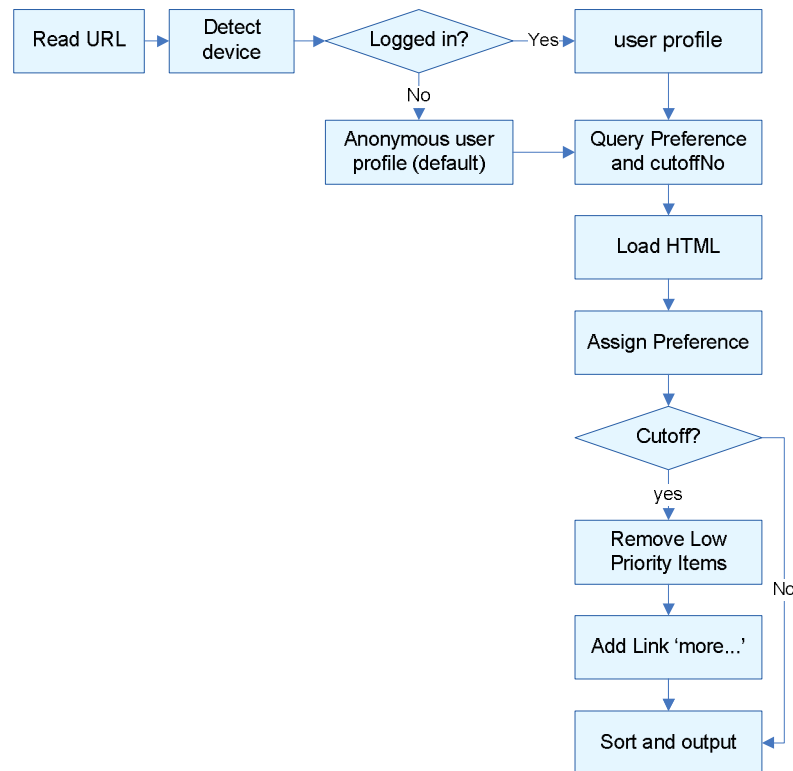 Read URL
Detect
device
Logged in?
Yes
user profile
No
Anonymous user
profile (default)
Query Preference
and cutoffNo
Load HTML
Assign Preference
Cutoff?
yes
Remove Low
Priority Items
No
Add Link ‘more...’
Sort and output